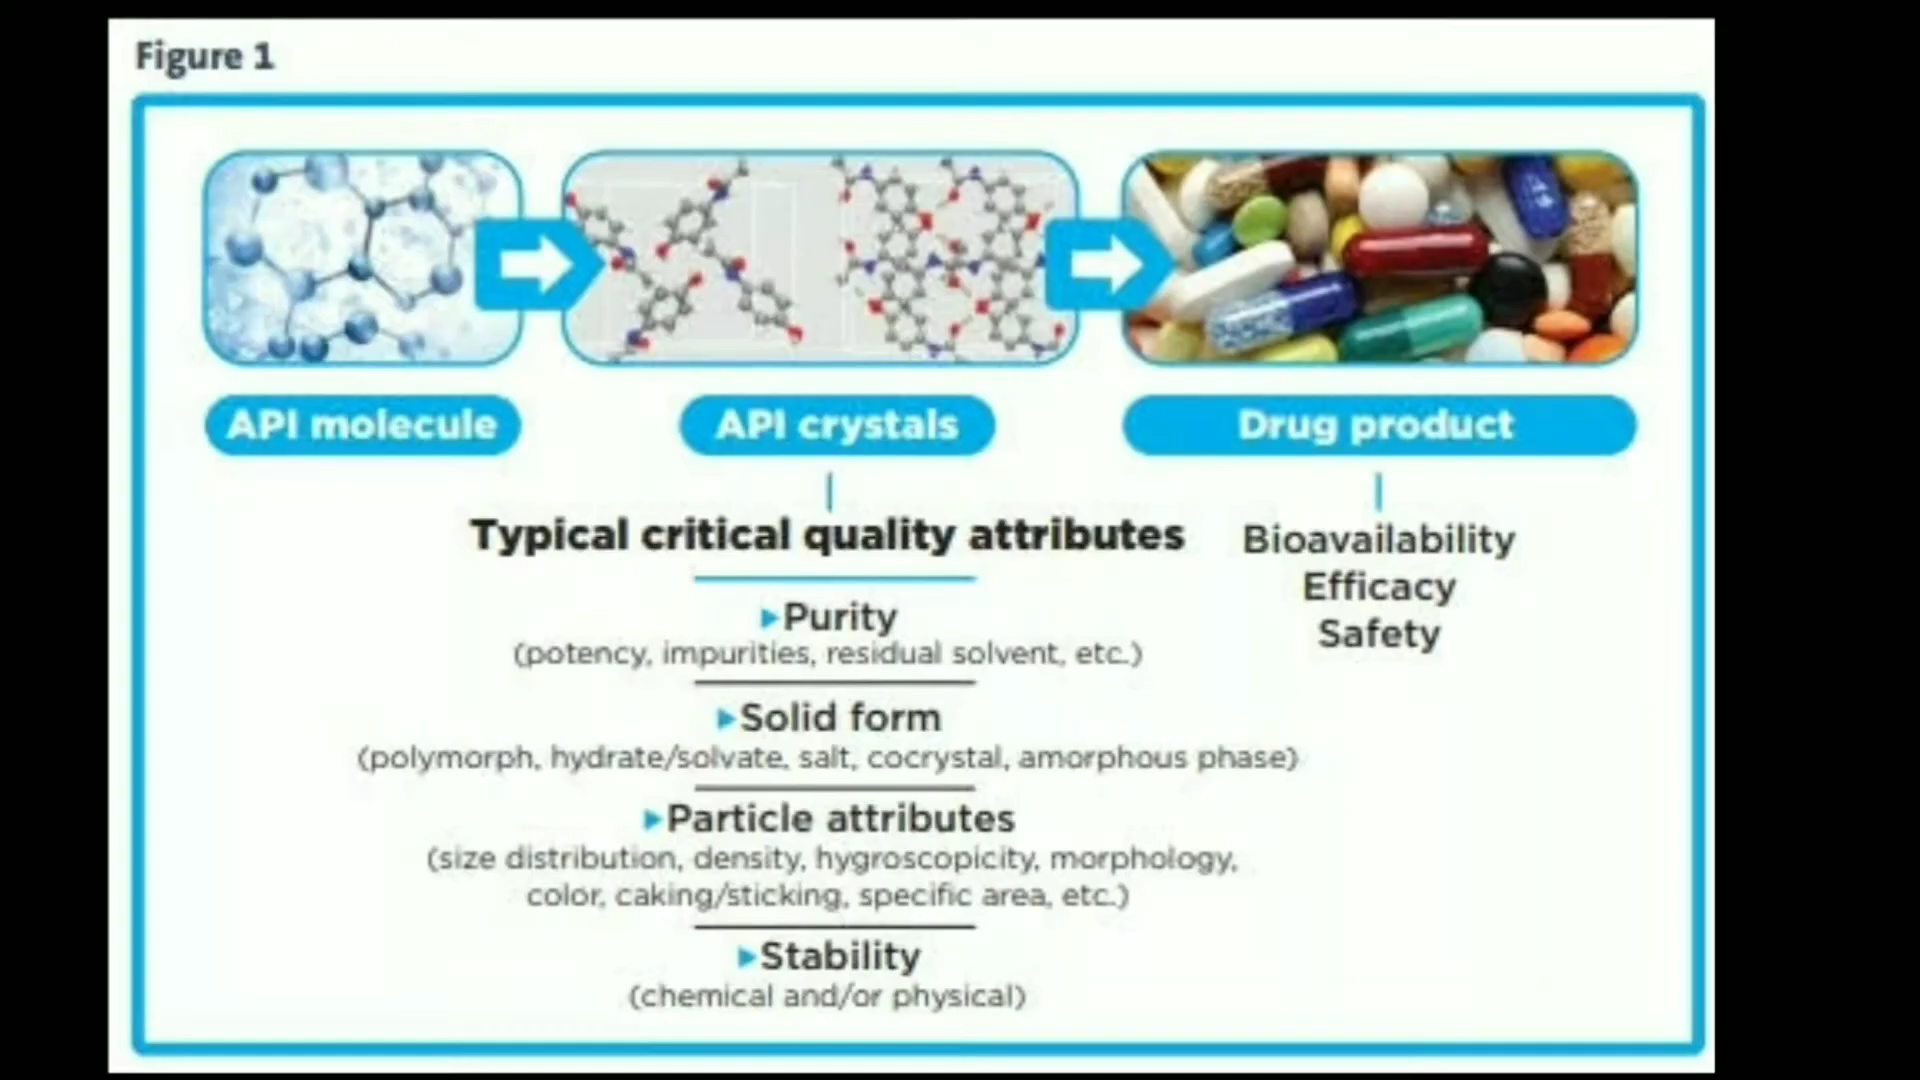 Figure 1
API molecule
API crystals
Drug product
Typical critical quality attributes
▸Purity
(potency, impurities, residual solvent, etc.)
▸Solid form
(polymorph, hydrate/solvate, salt, cocrystal, amorphous phase)
▸Particle attributes
(size distribution, density, hygroscopicity, morphology,
color, caking/sticking, specific area, etc.)
▸Stability
(chemical and/or physical)
Bioavailability
Efficacy
Safety